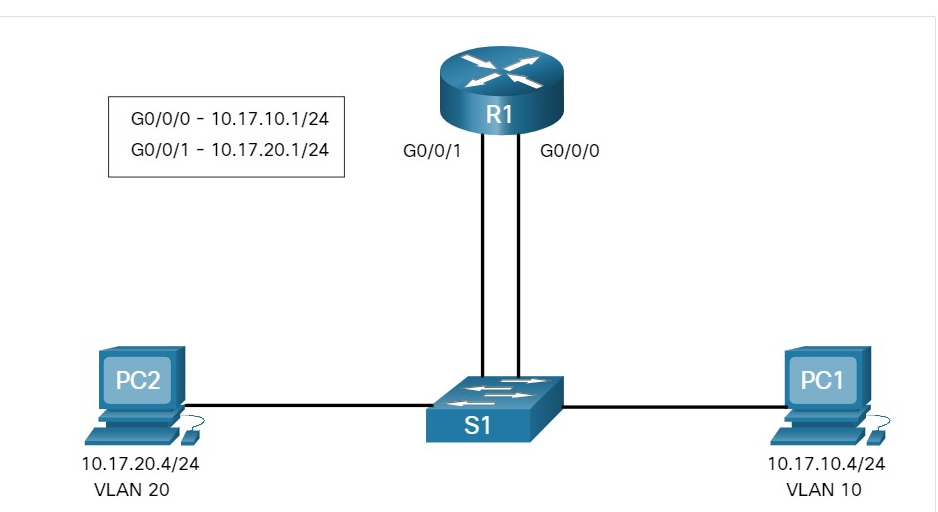 R1
G0/0/0 - 10.17.10.1/24
G0/0/1 - 10.17.20.1/24
G0/0/1
G0/0/0
PC2
PC1
S1
10.17.20.4/24
VLAN 20
10.17.10.4/24
VLAN 10